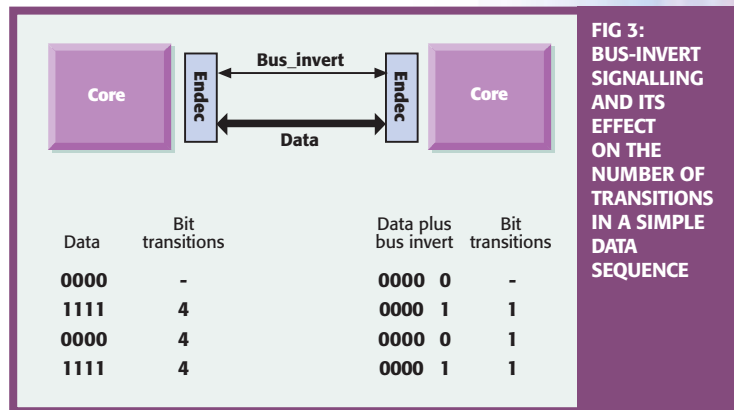 FIG 3:
BUS-INVERT
SIGNALLING
AND ITS
EFFECT
ON THE
NUMBER OF
TRANSITIONS
IN A SIMPLE
DATA
SEQUENCE
Core
Endec
Bus_invert
Data
Endec
Core
Data
Bit
transitions
Data plus
bus invert
Bit
transitions
0000 - 0000 0 -
1111 4 0000 1 1
0000 4 0000 0 1
1111 4 0000 1 1